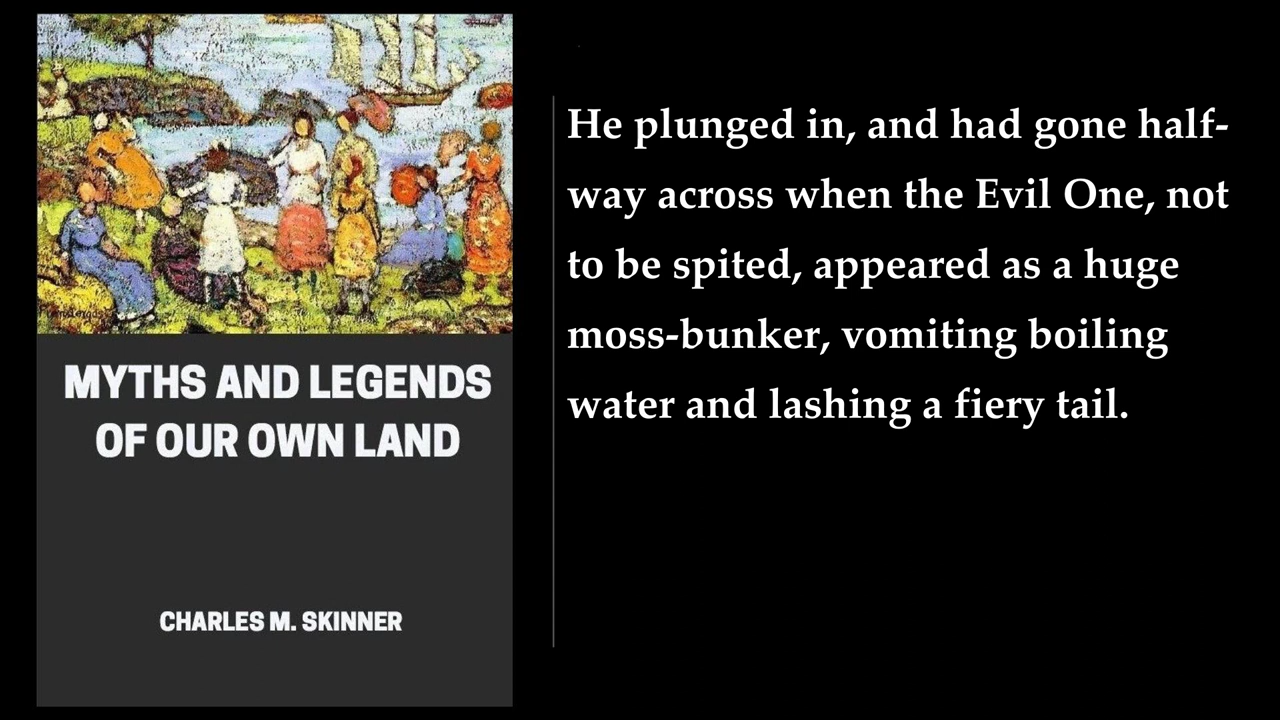 MYTHS AND LEGENDS
OF OUR OWN LAND
CHARLES M. SKINNER
He plunged in, and had gone half-
way across when the Evil One, not
to be spited, appeared as a huge
moss-bunker, vomiting boiling
water and lashing a fiery tail.